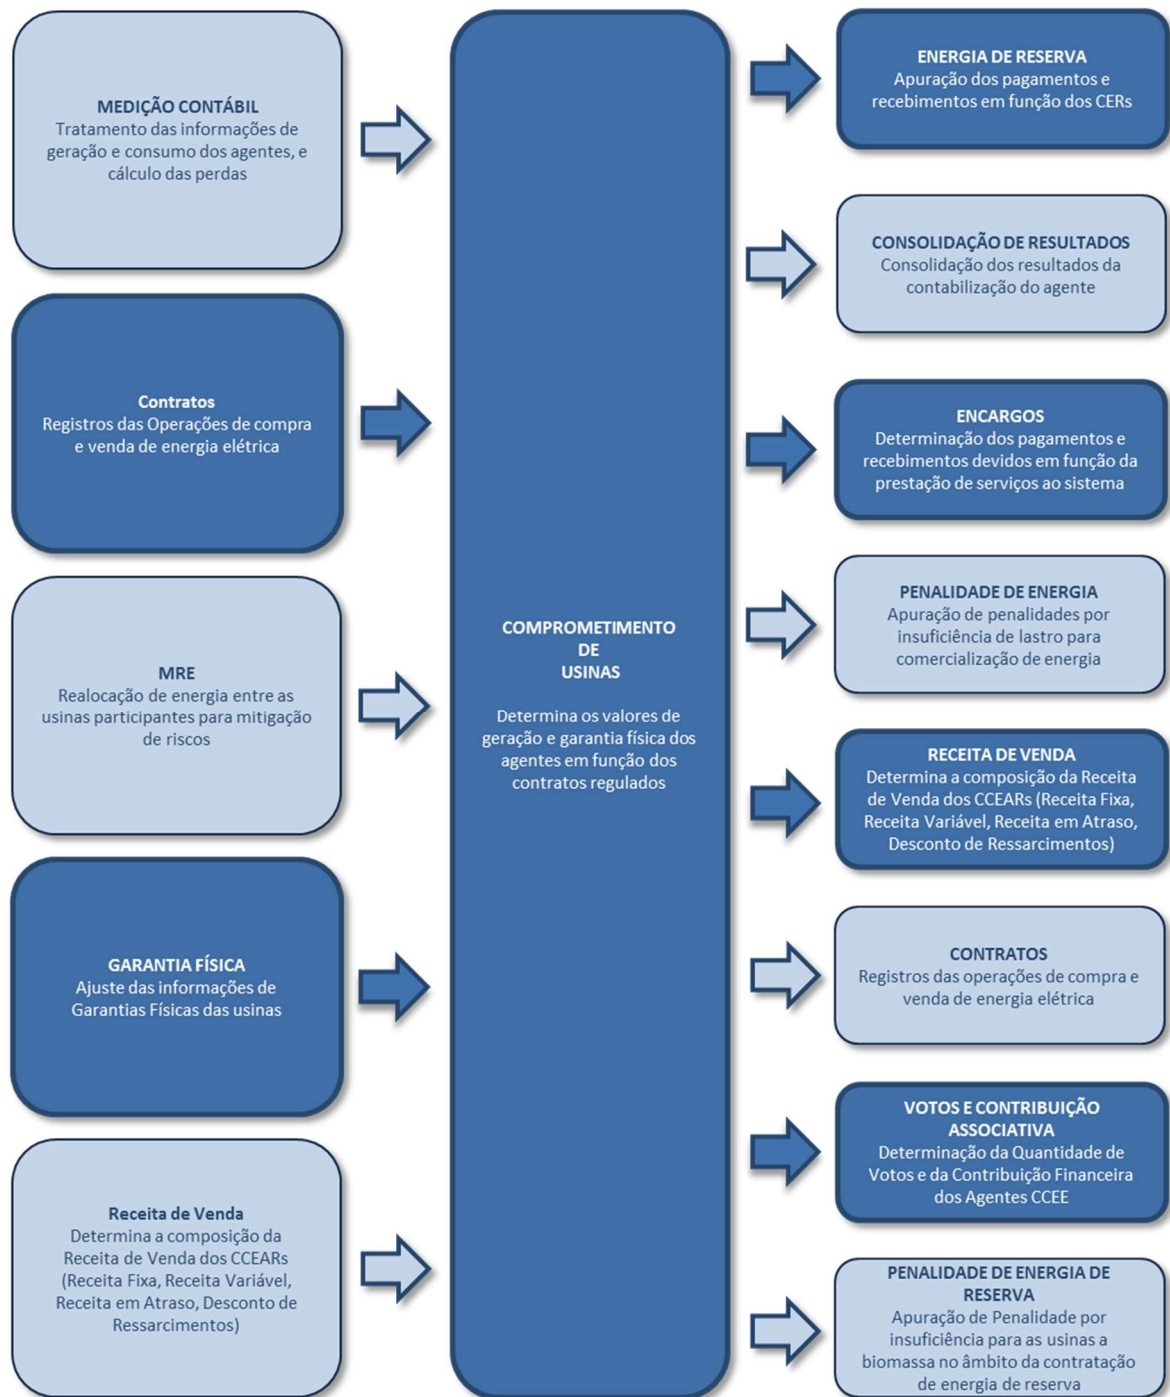 MEDIÇÃO CONTÁBIL
Tratamento das informações de
geração e consumo dos agentes, e
cálculo das perdas
Contratos
Registros das Operações de compra
e venda de energia elétrica
MRE
Realocação de energia entre as
usinas participantes para mitigação
de riscos
GARANTIA FÍSICA
Ajuste das informações de
Garantias Físicas das usinas
Receita de Venda
Determina a composição da
Receita de Venda dos CCEARs
(Receita Fixa, Receita Variável,
Receita em Atraso, Desconto de
Ressarcimentos)
COMPROMETIMENTO
DE
USINAS
Determina os valores de
geração e garantia física dos
agentes em função dos
contratos regulados
ENERGIA DE RESERVA
Apuração dos pagamentos e
recebimentos em função dos CERs
CONSOLIDAÇÃO DE RESULTADOS
Consolidação dos resultados da
contabilização do agente
ENCARGOS
Determinação dos pagamentos e
recebimentos devidos em função da
prestação de serviços ao sistema
PENALIDADE DE ENERGIA
Apuração de penalidades por
insuficiência de lastro para
comercialização de energia
RECEITA DE VENDA
Determina a composição da Receita
de Venda dos CCEARs (Receita Fixa,
Receita Variável, Receita em Atraso,
Desconto de Ressarcimentos)
CONTRATOS
Registros das operações de compra e
venda de energia elétrica
VOTOS E CONTRIBUIÇÃO
ASSOCIATIVA
Determinação da Quantidade de
Votos e da Contribuição Financeira
dos Agentes CCEE
PENALIDADE DE ENERGIA DE
RESERVA
Apuração de Penalidade por
insuficiência para as usinas a
biomassa no âmbito da contratação
de energia de reserva